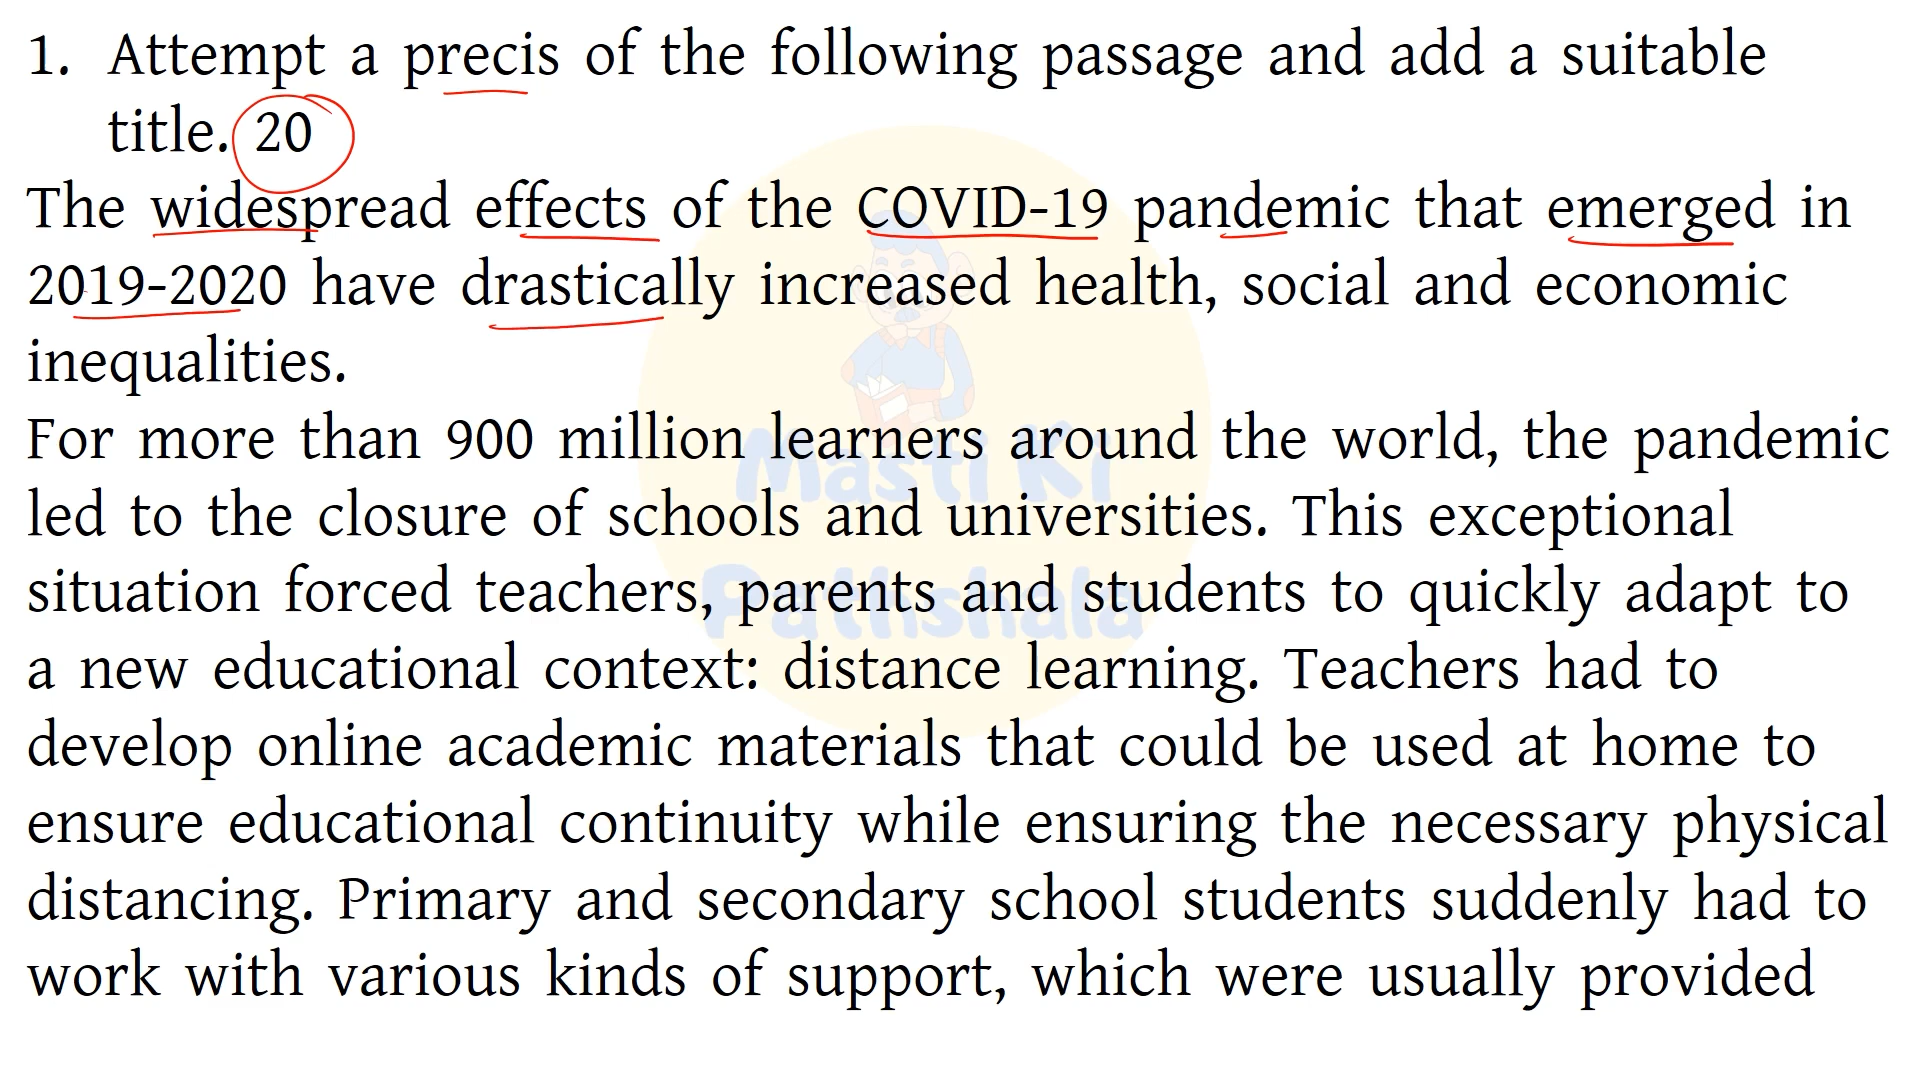 1. Attempt a precis of the following passage and add a suitable
title. 20
The widespread effects of the COVID-19 pandemic that emerged in
2019-2020 have drastically increased health, social and economic
inequalities.
For more than 900 million learners around the world, the pandemic
led to the closure of schools and universities. This exceptional
situation forced teachers, parents and students to quickly adapt to
a new educational context: distance learning. Teachers had to
develop online academic materials that could be used at home to
ensure educational continuity while ensuring the necessary physical
distancing. Primary and secondary school students suddenly had to
work with various kinds of support, which were usually provided
Masti Ki
Pathshala